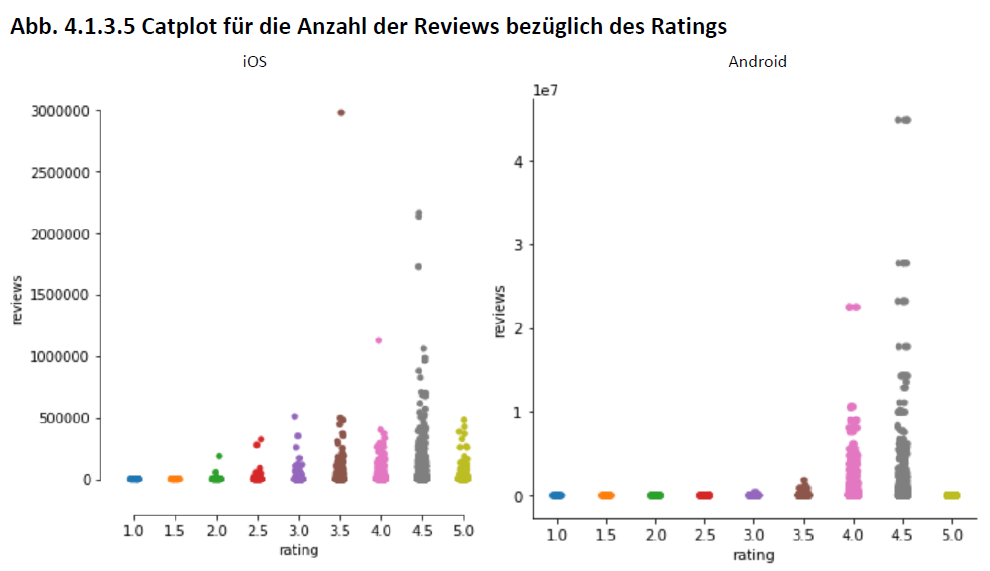 Abb. 4.1.3.5 Catplot für die Anzahl der Reviews bezüglich des Ratings
iOS
3000000
2500000
2000000
1500000
1000000
500000
0
reviews
1.0 1.5 2.0 2.5 3.0 3.5 4.0 4.5 5.0
rating
Android
1e7
4
3
2
1
0
reviews
1.0 1.5 2.0 2.5 3.0 3.5 4.0 4.5 5.0
rating